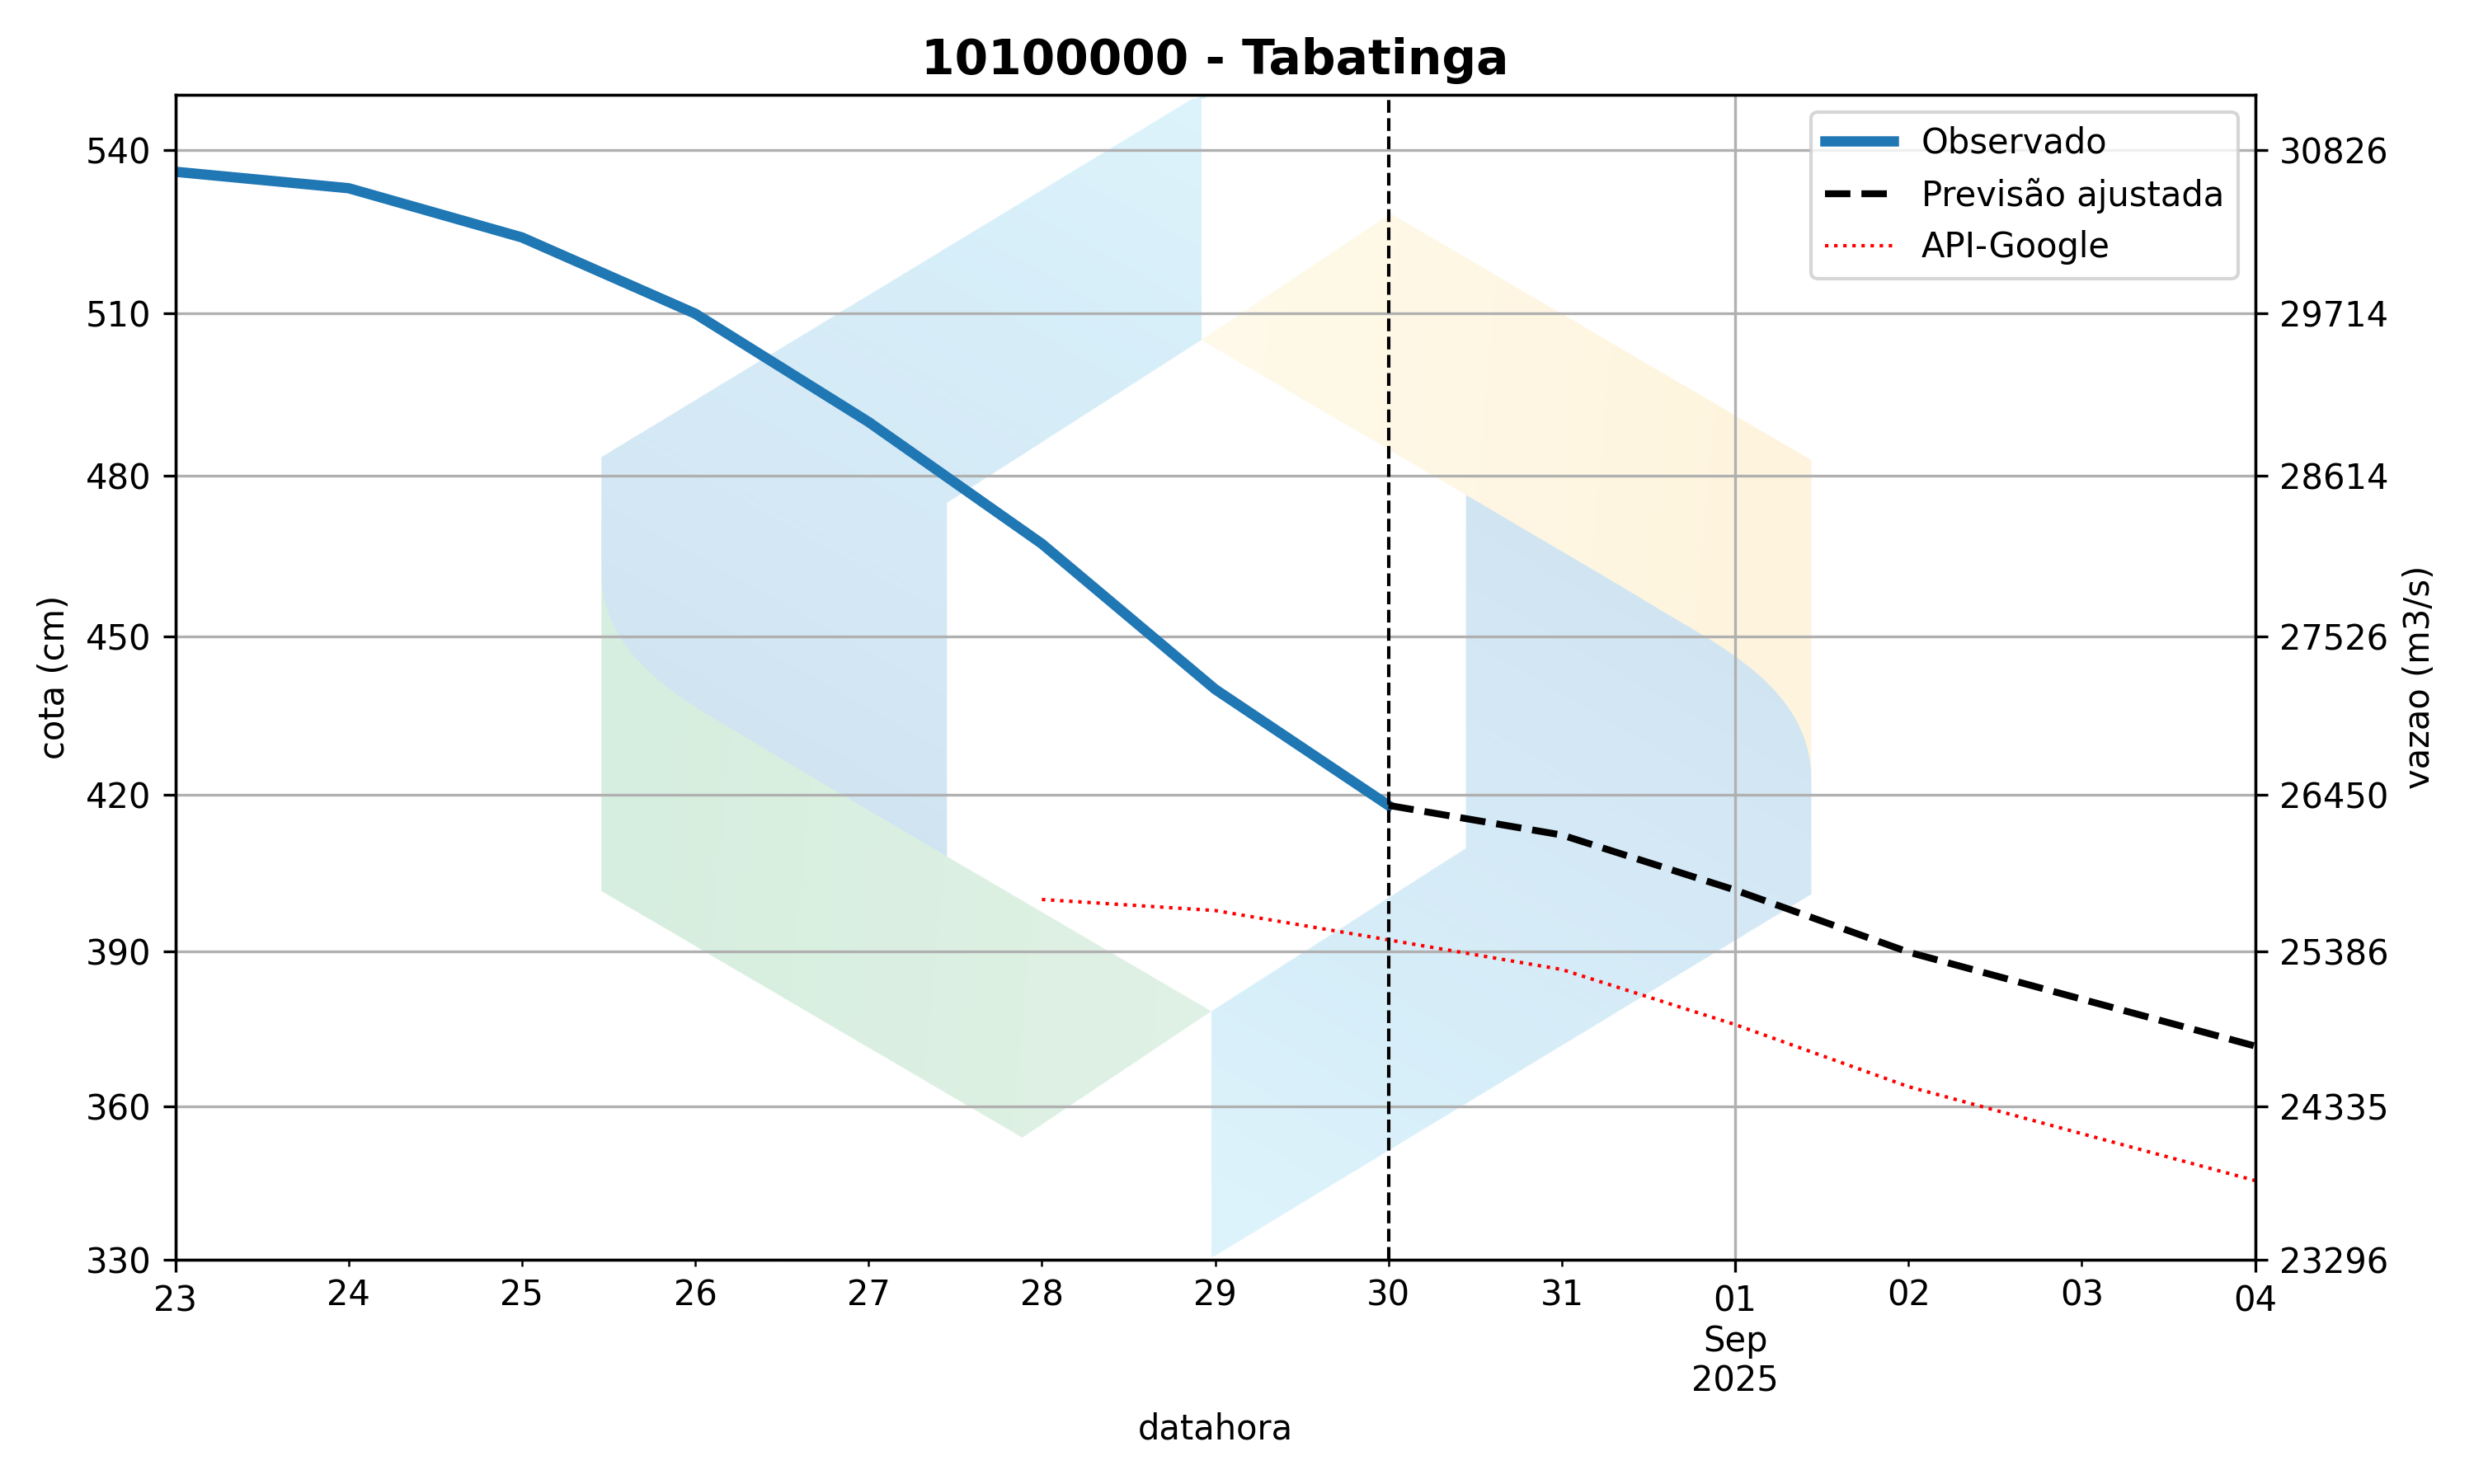 10100000 - Tabatinga
Observado
Previsão ajustada
API-Google
540
510
480
450
420
390
360
330
cota (cm)
30826
29714
28614
27526
26450
25386
24335
23296
vazao (m3/s)
23 24 25 26 27 28 29 30 31 01 02 03 04
Sep
2025
datahora